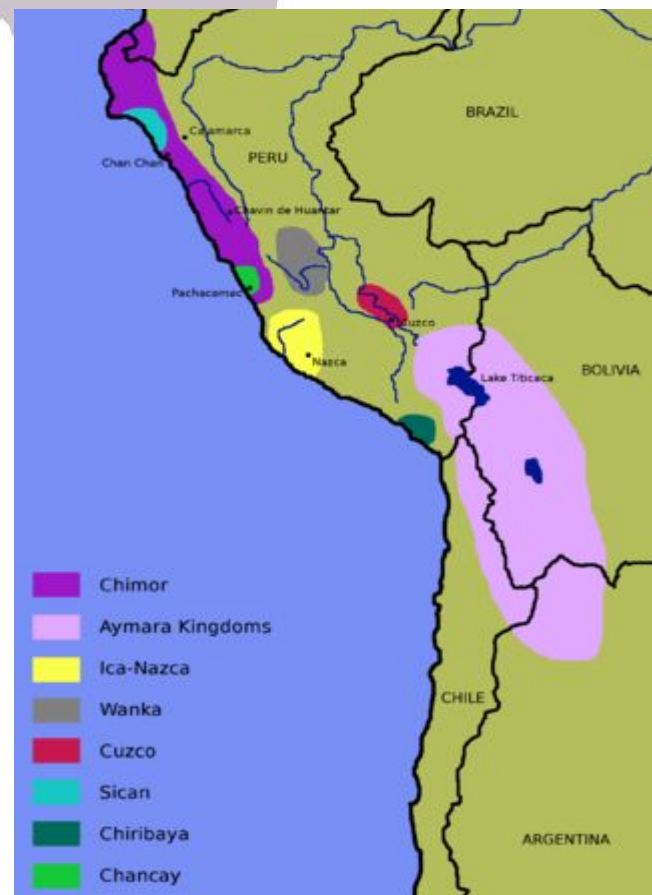 BRAZIL
Cajamarca
PERU
Chan Chan
Chavin de Huantar
Pachacamac
Cuzco
Nazca
Lake Titicaca
BOLIVIA
Chimor
Aymara Kingdoms
Ica-Nazca
Wanka
Cuzco
Sican
Chiribaya
Chancay
CHILE
ARGENTINA